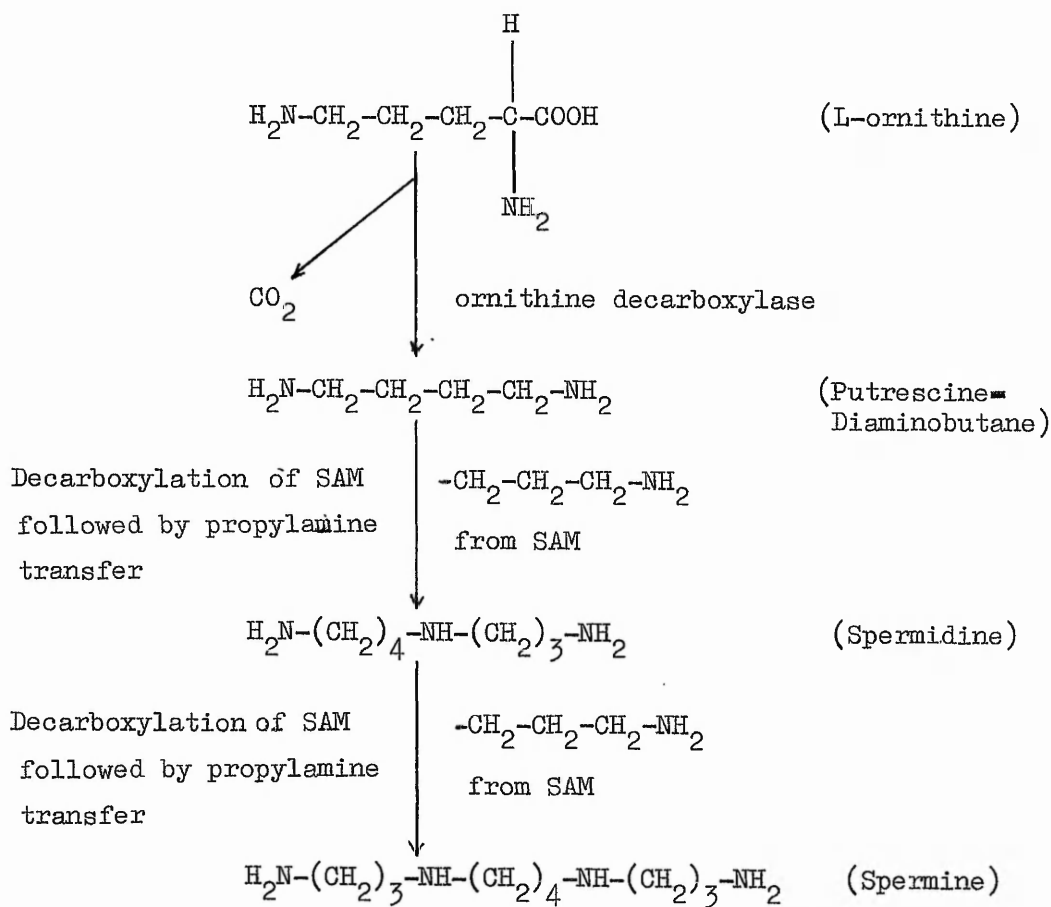 H
H₂N-CH₂-CH₂-CH₂-C-COOH (L-ornithine)
NH₂
CO₂ ornithine decarboxylase
H₂N-CH₂-CH₂-CH₂-CH₂-NH₂ (Putrescine-
Diaminobutane)
Decarboxylation of SAM -CH₂-CH₂-CH₂-NH₂
followed by propylamine from SAM
transfer
H₂N-(CH₂)₄-NH-(CH₂)₃-NH₂ (Spermidine)
Decarboxylation of SAM -CH₂-CH₂-CH₂-NH₂
followed by propylamine from SAM
transfer
H₂N-(CH₂)₃-NH-(CH₂)₄-NH-(CH₂)₃-NH₂ (Spermine)